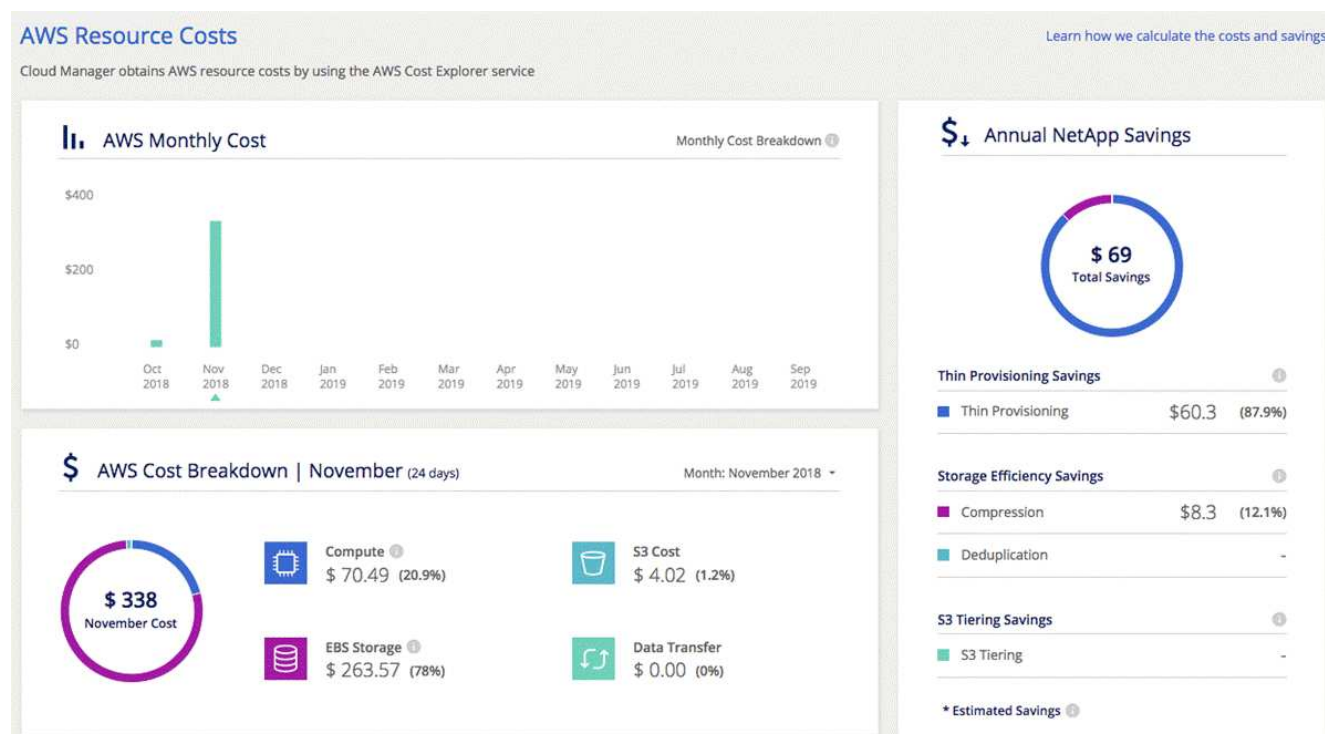 AWS Resource Costs
Learn how we calculate the costs and savings
Cloud Manager obtains AWS resource costs by using the AWS Cost Explorer service
AWS Monthly Cost
Monthly Cost Breakdown
$400
$200
$0
Oct Nov Dec Jan Feb Mar Apr May Jun Jul Aug Sep
2018 2018 2018 2019 2019 2019 2019 2019 2019 2019 2019 2019
AWS Cost Breakdown | November (24 days)
Month: November 2018
$ 338
November Cost
Compute
$ 70.49 (20.9%)
S3 Cost
$ 4.02 (1.2%)
EBS Storage
$ 263.57 (78%)
Data Transfer
$ 0.00 (0%)
Annual NetApp Savings
$ 69
Total Savings
Thin Provisioning Savings
Thin Provisioning $60.3 (87.9%)
Storage Efficiency Savings
Compression $8.3 (12.1%)
Deduplication -
S3 Tiering Savings
S3 Tiering -
* Estimated Savings